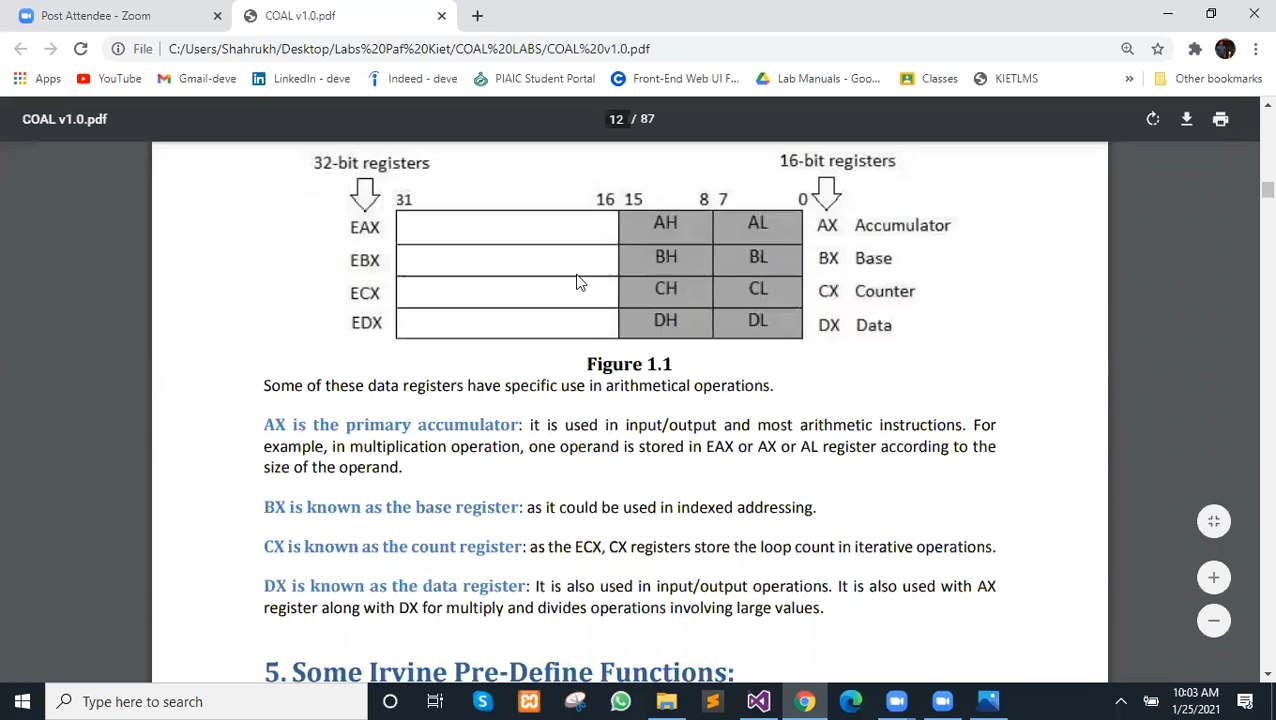 Post Attendee - Zoom
COAL v1.0.pdf
File
C:/Users/Shahrukh/Desktop/Labs%20Paf%20Kiet/COAL%20LABS/COAL%20v1.0.pdf
Apps
YouTube
Gmail-deve
LinkedIn - deve
Indeed - deve
PIAIC Student Portal
Front-End Web UI F...
Lab Manuals - Goo...
Classes
KIETLMS
»
Other bookmarks
COAL v1.0.pdf
12 / 87
32-bit registers
16-bit registers
31 16 15 8 7 0
EAX AH AL AX Accumulator
EBX BH BL BX Base
ECX CH CL CX Counter
EDX DH DL DX Data
Figure 1.1
Some of these data registers have specific use in arithmetical operations.
AX is the primary accumulator: it is used in input/output and most arithmetic instructions. For
example, in multiplication operation, one operand is stored in EAX or AX or AL register according to the
size of the operand.
BX is known as the base register: as it could be used in indexed addressing.
CX is known as the count register: as the ECX, CX registers store the loop count in iterative operations.
DX is known as the data register: It is also used in input/output operations. It is also used with AX
register along with DX for multiply and divides operations involving large values.
5. Some Irvine Pre-Define Functions:
Type here to search
10:03 AM
1/25/2021